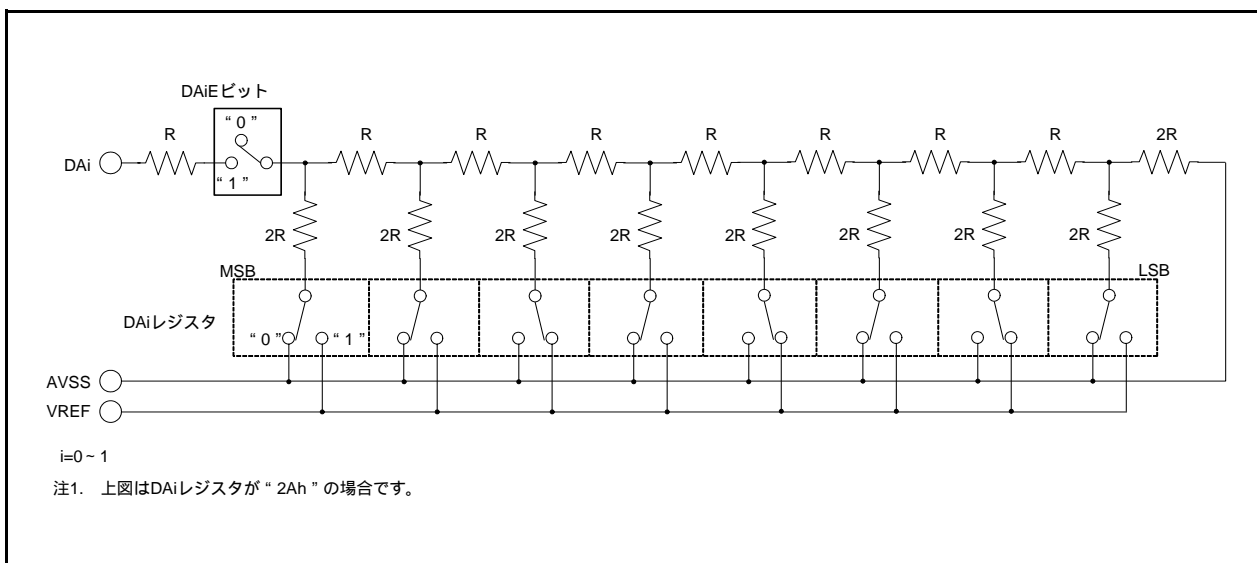 DAiEビット
“ 0 ”
R R R R R R R R 2R
DAi
“ 1 ”
2R 2R 2R 2R 2R 2R 2R 2R
MSB LSB
DAiレジスタ “ 0 ” “ 1 ”
AVSS
VREF
i=0 ~ 1
注1. 上図はDAiレジスタが “ 2Ah ” の場合です。